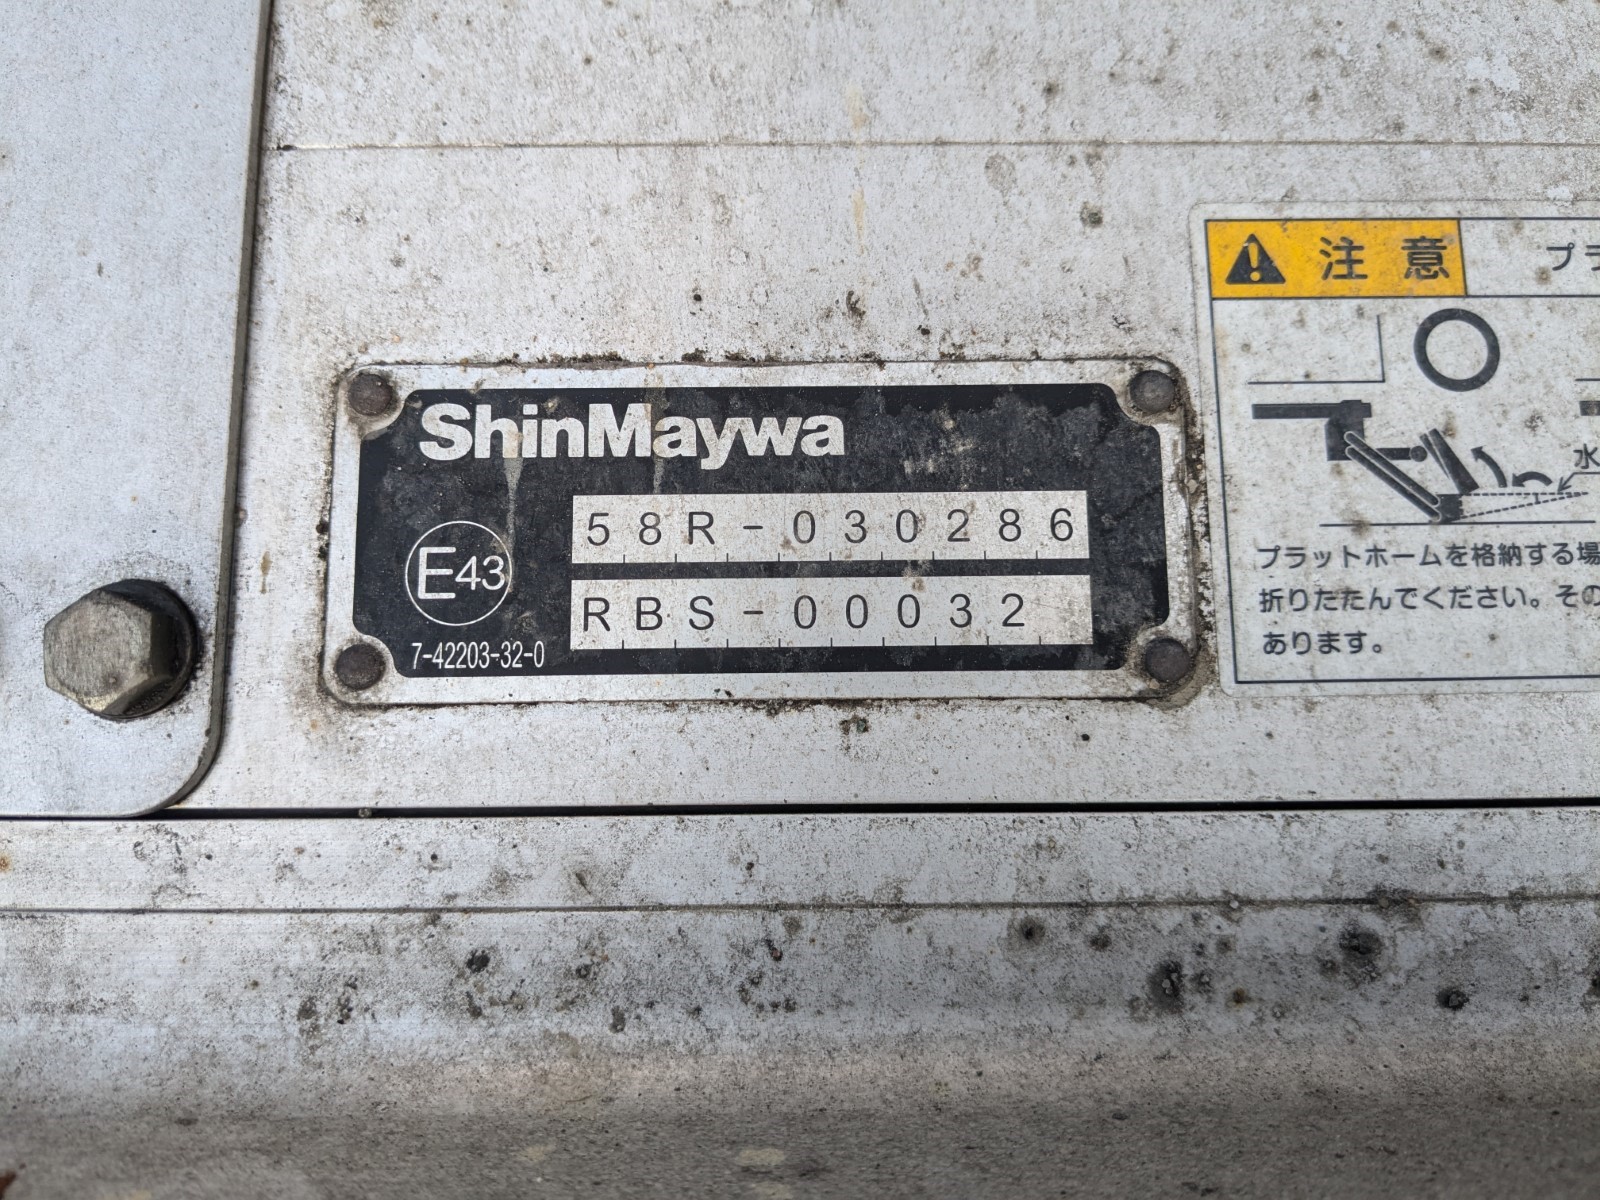 ShinMaywa
58R-030286
E43
RBS-00032
7-42203-32-0
注意
プラ
水
プラットホームを格納する場
折りたたんでください。その
あります。